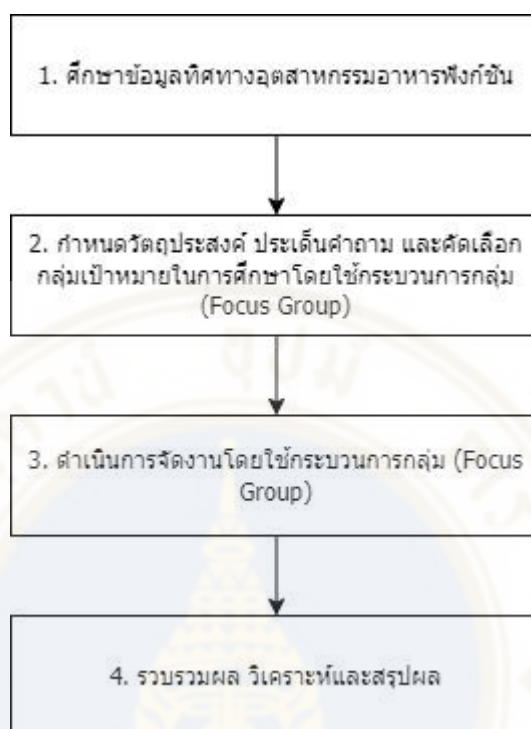 1. ศึกษาข้อมูลทิศทางอุตสาหกรรมอาหารฟังก์ชัน
2. กำหนดวัตถุประสงค์ ประเด็นคำถาม และคัดเลือก
กลุ่มเป้าหมายในการศึกษาโดยใช้กระบวนการกลุ่ม
(Focus Group)
3. ดำเนินการจัดงานโดยใช้กระบวนการกลุ่ม (Focus
Group)
4. รวบรวมผล วิเคราะห์และสรุปผล